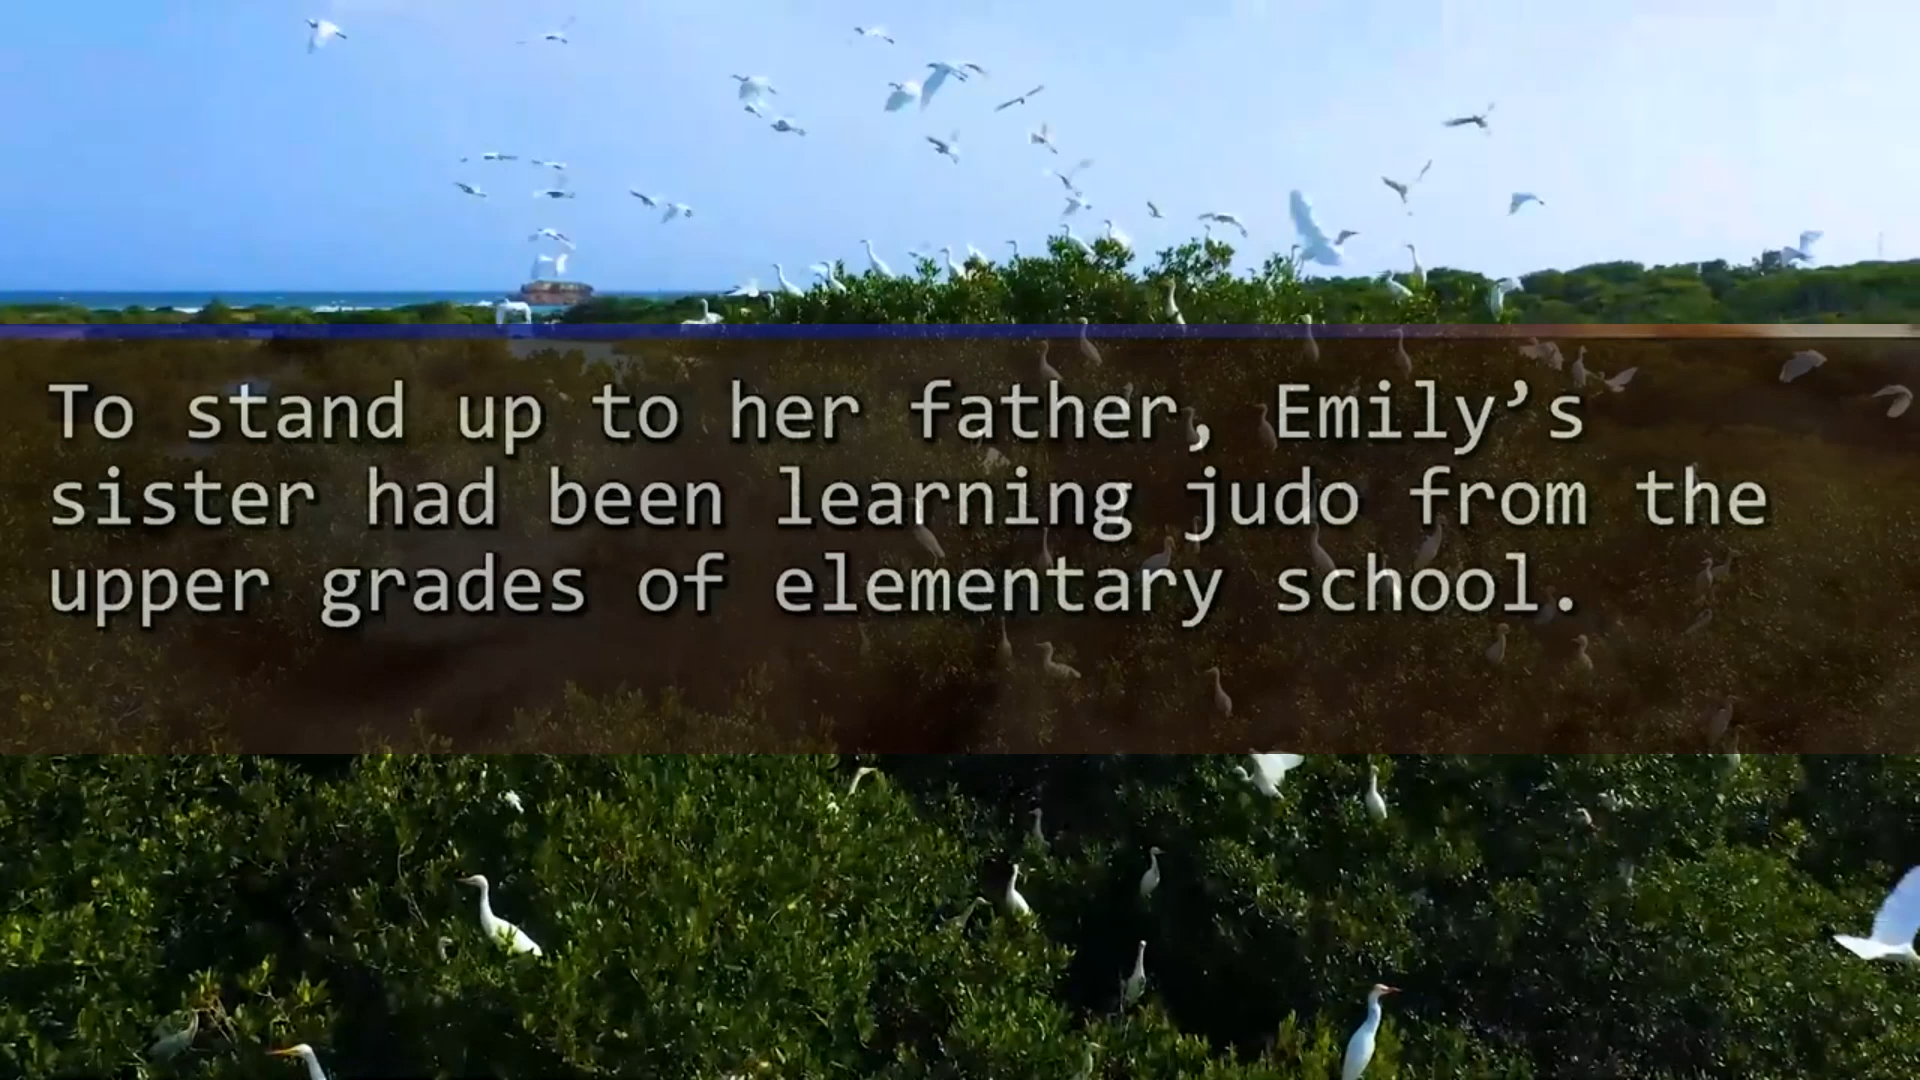 To stand up to her father, Emily’s
sister had been learning judo from the
upper grades of elementary school.